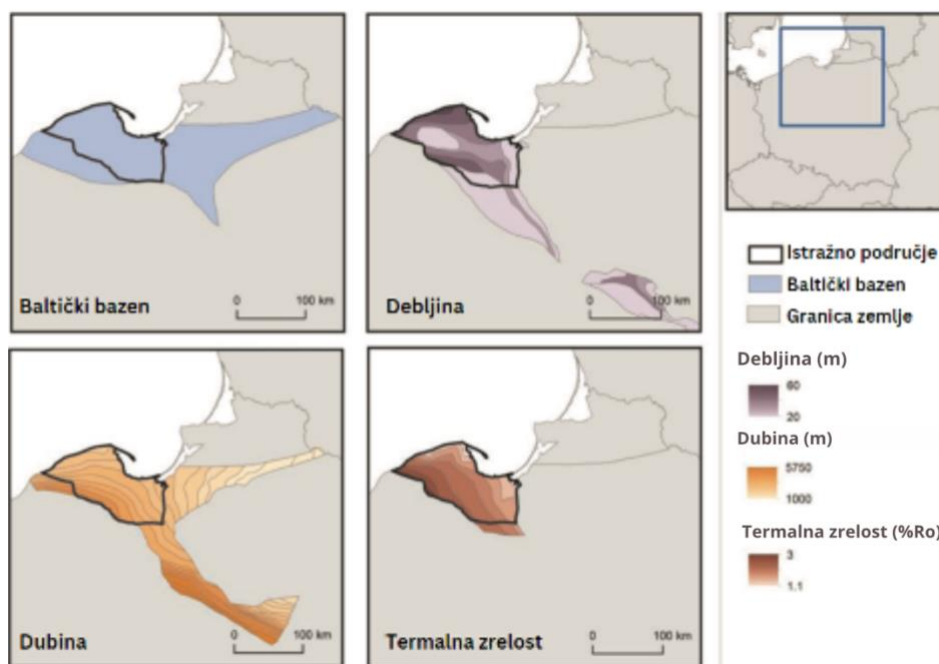 Baltički bazen
0 100 km
Debljina
0 100 km
Istražno područje
Baltički bazen
Granica zemlje
Debljina (m)
60
20
Dubina (m)
5750
1000
Termalna zrelost (%Ro)
3
1.1
Dubina
0 100 km
Termalna zrelost
0 100 km